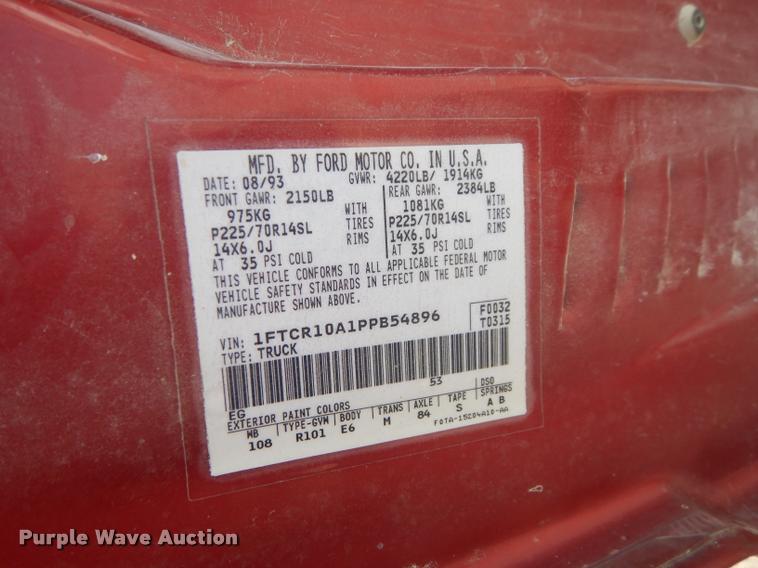 MFD. BY FORD MOTOR CO. IN U.S.A.
DATE: 08/93 GVWR: 4220LB/ 1914KG
FRONT GAWR: 2150LB REAR GAWR: 2384LB
975KG WITH 1081KG WITH
P225/70R14SL TIRES P225/70R14SL TIRES
14X6.0J RIMS 14X6.0J RIMS
AT 35 PSI COLD AT 35 PSI COLD
THIS VEHICLE CONFORMS TO ALL APPLICABLE FEDERAL MOTOR
VEHICLE SAFETY STANDARDS IN EFFECT ON THE DATE OF
MANUFACTURE SHOWN ABOVE.
VIN: 1FTCR10A1PPB54896 F0032
TYPE: TRUCK T0315
EG 53 DSO
EXTERIOR PAINT COLORS
WB TYPE-GVW BODY TRANS AXLE TAPE SPRINGS
108 R101 E6 M 84 S A B
F0TA-15204A10-AA
Purple Wave Auction